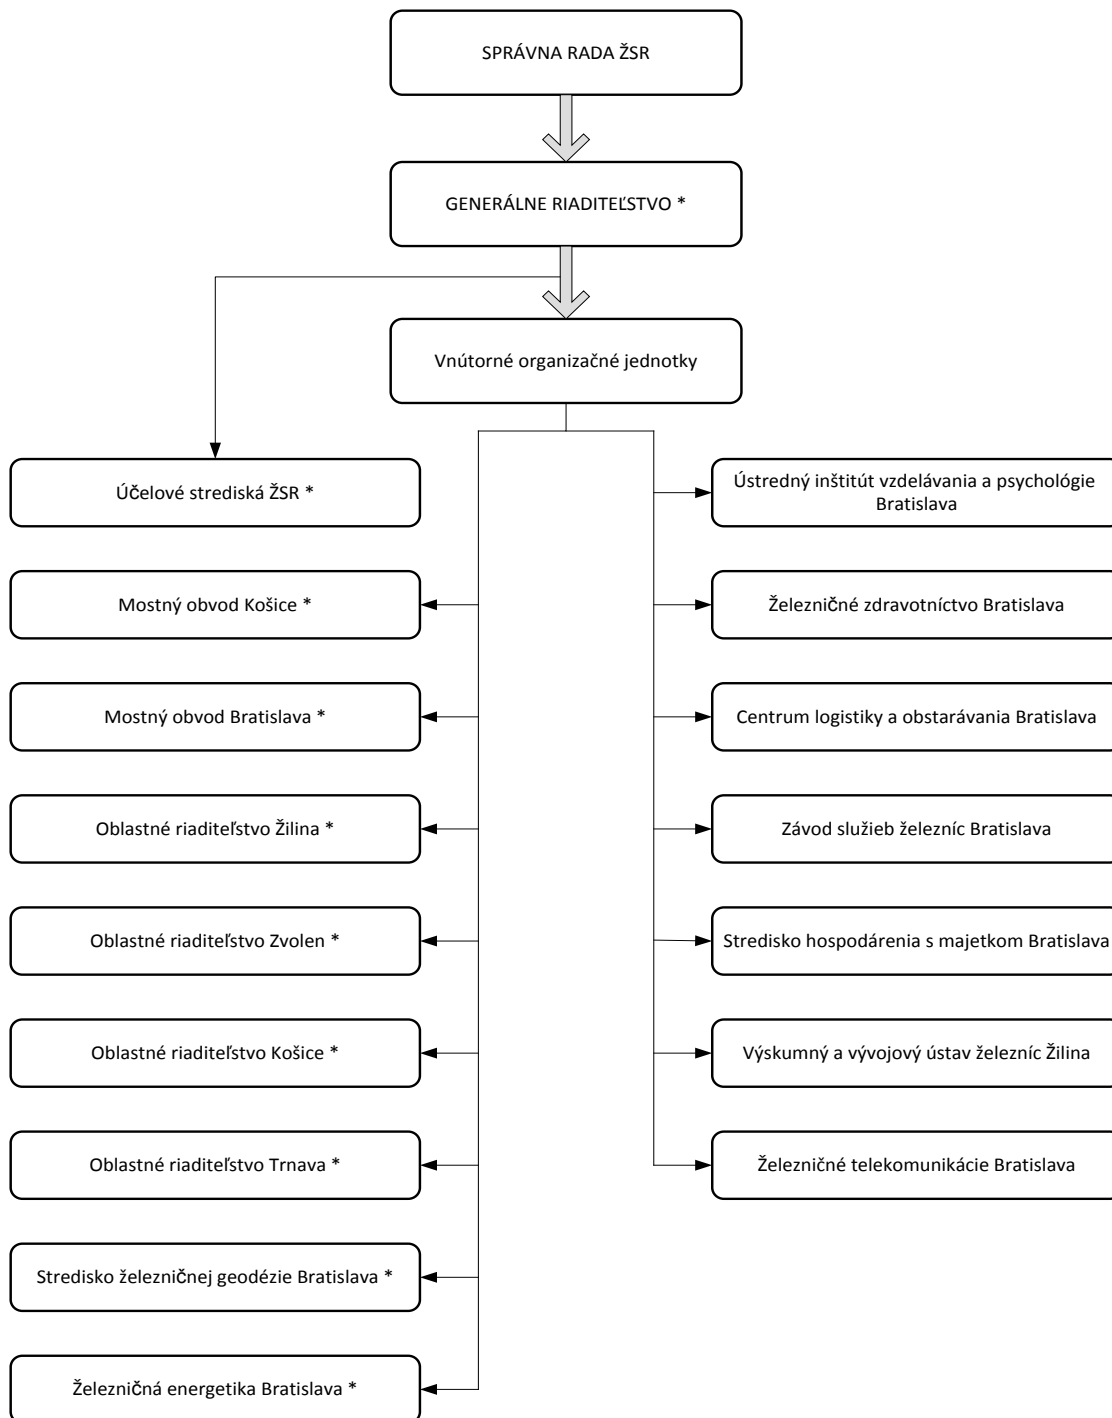 SPRÁVNA RADA ŽSR
GENERÁLNE RIADITEĽSTVO *
Vnútorné organizačné jednotky
Účelové strediská ŽSR *
Mostný obvod Košice *
Mostný obvod Bratislava *
Oblastné riaditeľstvo Žilina *
Oblastné riaditeľstvo Zvolen *
Oblastné riaditeľstvo Košice *
Oblastné riaditeľstvo Trnava *
Stredisko železničnej geodézie Bratislava *
Železničná energetika Bratislava *
Ústredný inštitút vzdelávania a psychológie
Bratislava
Železničné zdravotníctvo Bratislava
Centrum logistiky a obstarávania Bratislava
Závod služieb železníc Bratislava
Stredisko hospodárenia s majetkom Bratislava
Výskumný a vývojový ústav železníc Žilina
Železničné telekomunikácie Bratislava